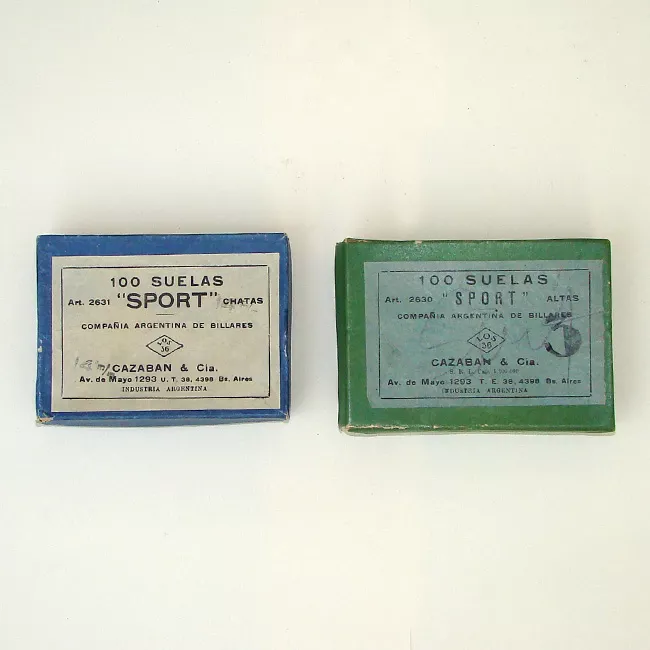 100 SUELAS
Art. 2631 "SPORT" CHATAS
COMPAÑIA ARGENTINA DE BILLARES
LOS
36
CAZABAN & Cia.
Av. de Mayo 1293 U. T. 38, 4398 Bs. Aires
INDUSTRIA ARGENTINA
100 SUELAS
Art. 2630 "SPORT" ALTAS
COMPAÑIA ARGENTINA DE BILLARES
LOS
36
CAZABAN & Cia.
S. R. L. Cap.
Av. de Mayo 1293 T. E. 38, 4398 Bs. Aires
INDUSTRIA ARGENTINA